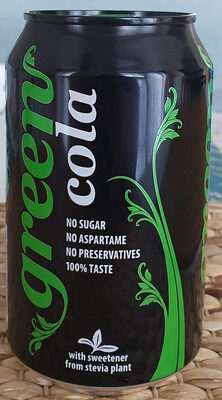 green
cola
NO SUGAR
NO ASPARTAME
NO PRESERVATIVES
100% TASTE
with sweetener
from stevia plant